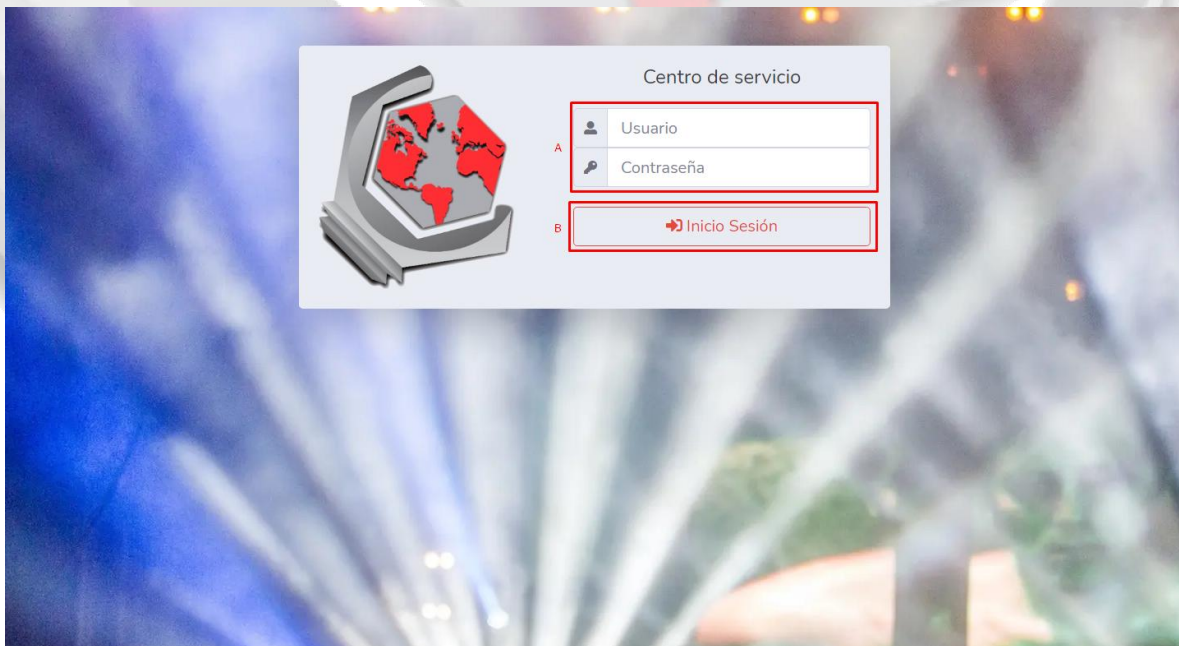 Centro de servicio
A
Usuario
Contraseña
B
Inicio Sesión